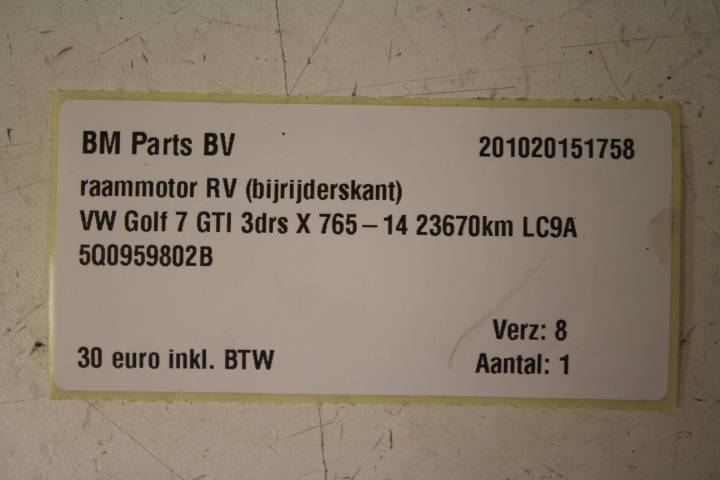 BM Parts BV 201020151758
raammotor RV (bijrijderskant)
VW Golf 7 GTI 3drs X 765-14 23670km LC9A
5Q0959802B
Verz: 8
30 euro inkl. BTW Aantal: 1